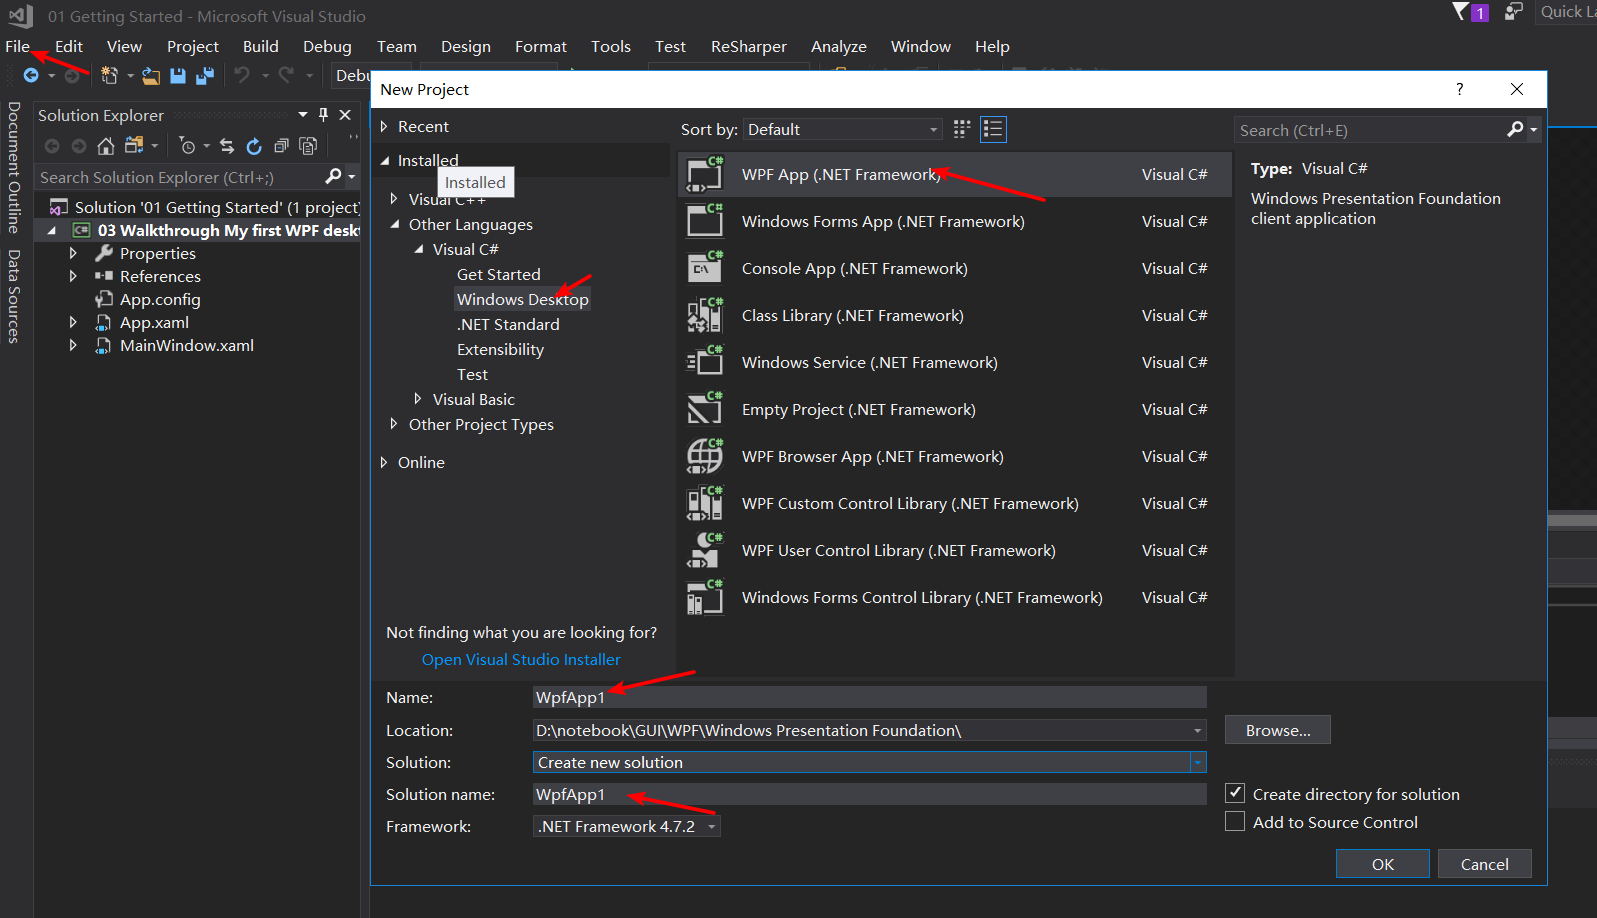 01 Getting Started - Microsoft Visual Studio
1
Quick La
File Edit View Project Build Debug Team Design Format Tools Test ReSharper Analyze Window Help
Debu
New Project
?
Document Outline
Data Sources
Solution Explorer
Search Solution Explorer (Ctrl+;)
Solution '01 Getting Started' (1 project)
C# 03 Walkthrough My first WPF deskt
Properties
References
App.config
App.xaml
MainWindow.xaml
Recent
Installed
Installed
Visual C++
Other Languages
Visual C#
Get Started
Windows Desktop
.NET Standard
Extensibility
Test
Visual Basic
Other Project Types
Online
Not finding what you are looking for?
Open Visual Studio Installer
Sort by: Default
Search (Ctrl+E)
WPF App (.NET Framework) Visual C#
Windows Forms App (.NET Framework) Visual C#
Console App (.NET Framework) Visual C#
Class Library (.NET Framework) Visual C#
Windows Service (.NET Framework) Visual C#
Empty Project (.NET Framework) Visual C#
WPF Browser App (.NET Framework) Visual C#
WPF Custom Control Library (.NET Framework) Visual C#
WPF User Control Library (.NET Framework) Visual C#
Windows Forms Control Library (.NET Framework) Visual C#
Type: Visual C#
Windows Presentation Foundation
client application
Name: WpfApp1
Location: D:\notebook\GUI\WPF\Windows Presentation Foundation\ Browse...
Solution: Create new solution
Solution name: WpfApp1
Create directory for solution
Framework: .NET Framework 4.7.2
Add to Source Control
OK Cancel